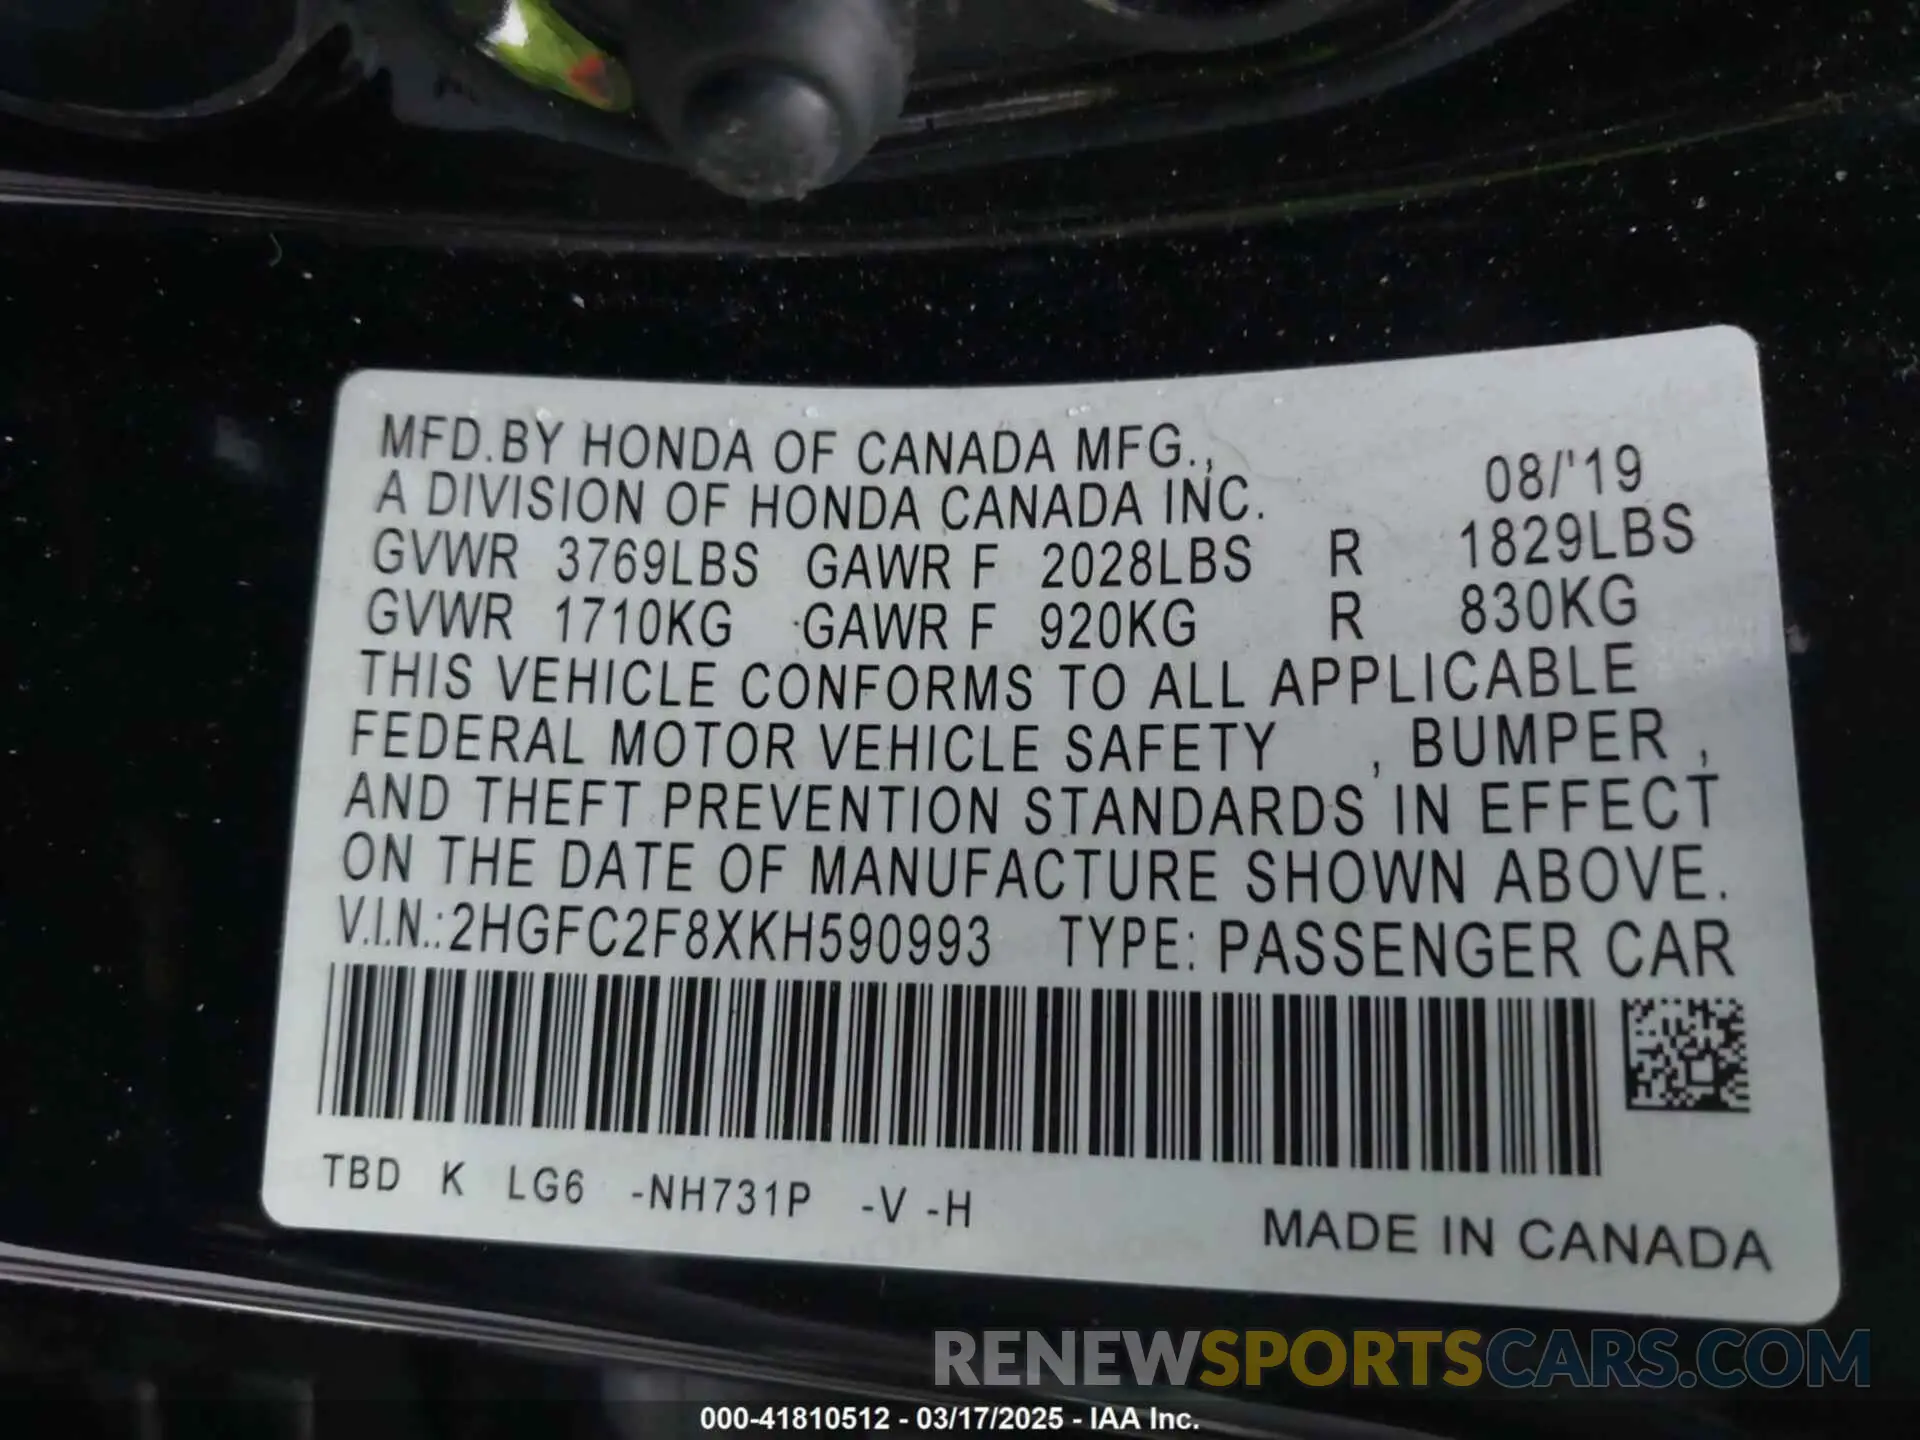 MFD.BY HONDA OF CANADA MFG.,
A DIVISION OF HONDA CANADA INC. 08/'19
GVWR 3769LBS GAWR F 2028LBS R 1829LBS
GVWR 1710KG GAWR F 920KG R 830KG
THIS VEHICLE CONFORMS TO ALL APPLICABLE
FEDERAL MOTOR VEHICLE SAFETY , BUMPER ,
AND THEFT PREVENTION STANDARDS IN EFFECT
ON THE DATE OF MANUFACTURE SHOWN ABOVE.
V.I.N.:2HGFC2F8XKH590993 TYPE: PASSENGER CAR
TBD K LG6 -NH731P -V -H
MADE IN CANADA
RENEWSPORTSCARS.COM
000-41810512 - 03/17/2025 - IAA Inc.